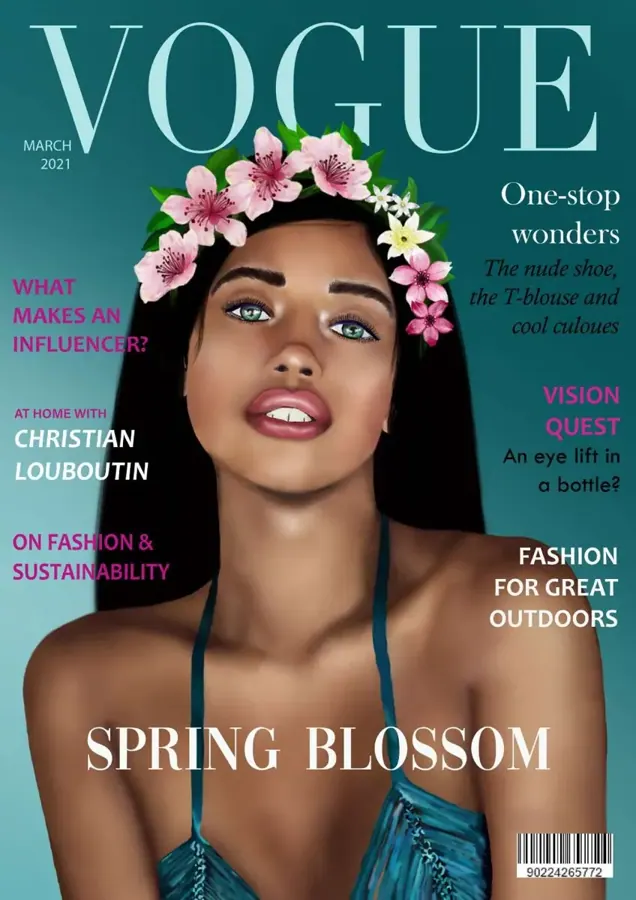 VOGUE
MARCH
2021
One-stop
wonders
The nude shoe,
the T-blouse and
cool culoues
WHAT
MAKES AN
INFLUENCER?
VISION
QUEST
An eye lift in
a bottle?
AT HOME WITH
CHRISTIAN
LOUBOUTIN
ON FASHION &
SUSTAINABILITY
FASHION
FOR GREAT
OUTDOORS
SPRING BLOSSOM
90224265772